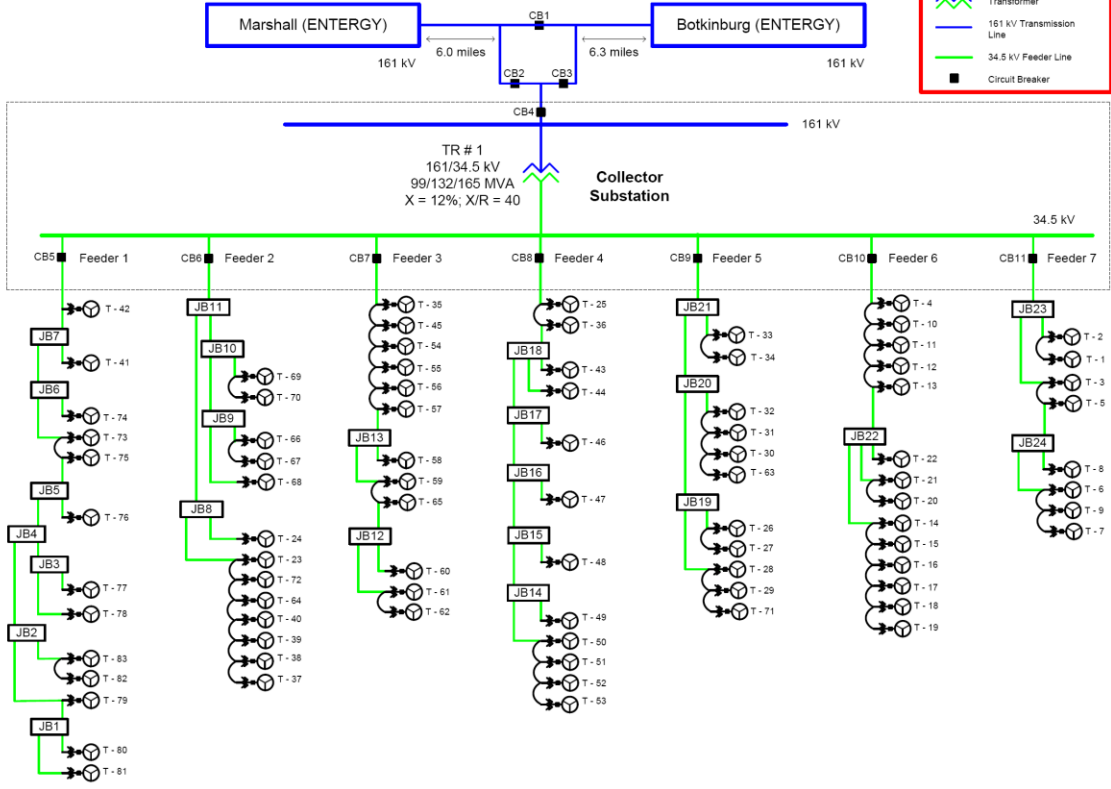 Marshall (ENTERGY)
CB1
Botkinburg (ENTERGY)
Transformer
161 kV Transmission
Line
34.5 kV Feeder Line
Circuit Breaker
6.0 miles
6.3 miles
161 kV
161 kV
CB2
CB3
CB4
161 kV
TR # 1
161/34.5 kV
99/132/165 MVA
X = 12%; X/R = 40
Collector
Substation
34.5 kV
CB5
Feeder 1
CB6
Feeder 2
CB7
Feeder 3
CB8
Feeder 4
CB9
Feeder 5
CB10
Feeder 6
CB11
Feeder 7
T - 42
JB7
T - 41
JB6
T - 74
T - 73
T - 75
JB5
T - 76
JB4
JB3
T - 77
T - 78
JB2
T - 83
T - 82
T - 79
JB1
T - 80
T - 81
JB11
JB10
T - 69
T - 70
JB9
T - 66
T - 67
T - 68
JB8
T - 24
T - 23
T - 72
T - 64
T - 40
T - 39
T - 38
T - 37
T - 35
T - 45
T - 54
T - 55
T - 56
T - 57
JB13
T - 58
T - 59
T - 65
JB12
T - 60
T - 61
T - 62
T - 25
T - 36
JB18
T - 43
T - 44
JB17
T - 46
JB16
T - 47
JB15
T - 48
JB14
T - 49
T - 50
T - 51
T - 52
T - 53
JB21
T - 33
T - 34
JB20
T - 32
T - 31
T - 30
T - 63
JB19
T - 26
T - 27
T - 28
T - 29
T - 71
T - 4
T - 10
T - 11
T - 12
T - 13
JB22
T - 22
T - 21
T - 20
T - 14
T - 15
T - 16
T - 17
T - 18
T - 19
JB23
T - 2
T - 1
T - 3
T - 5
JB24
T - 8
T - 6
T - 9
T - 7